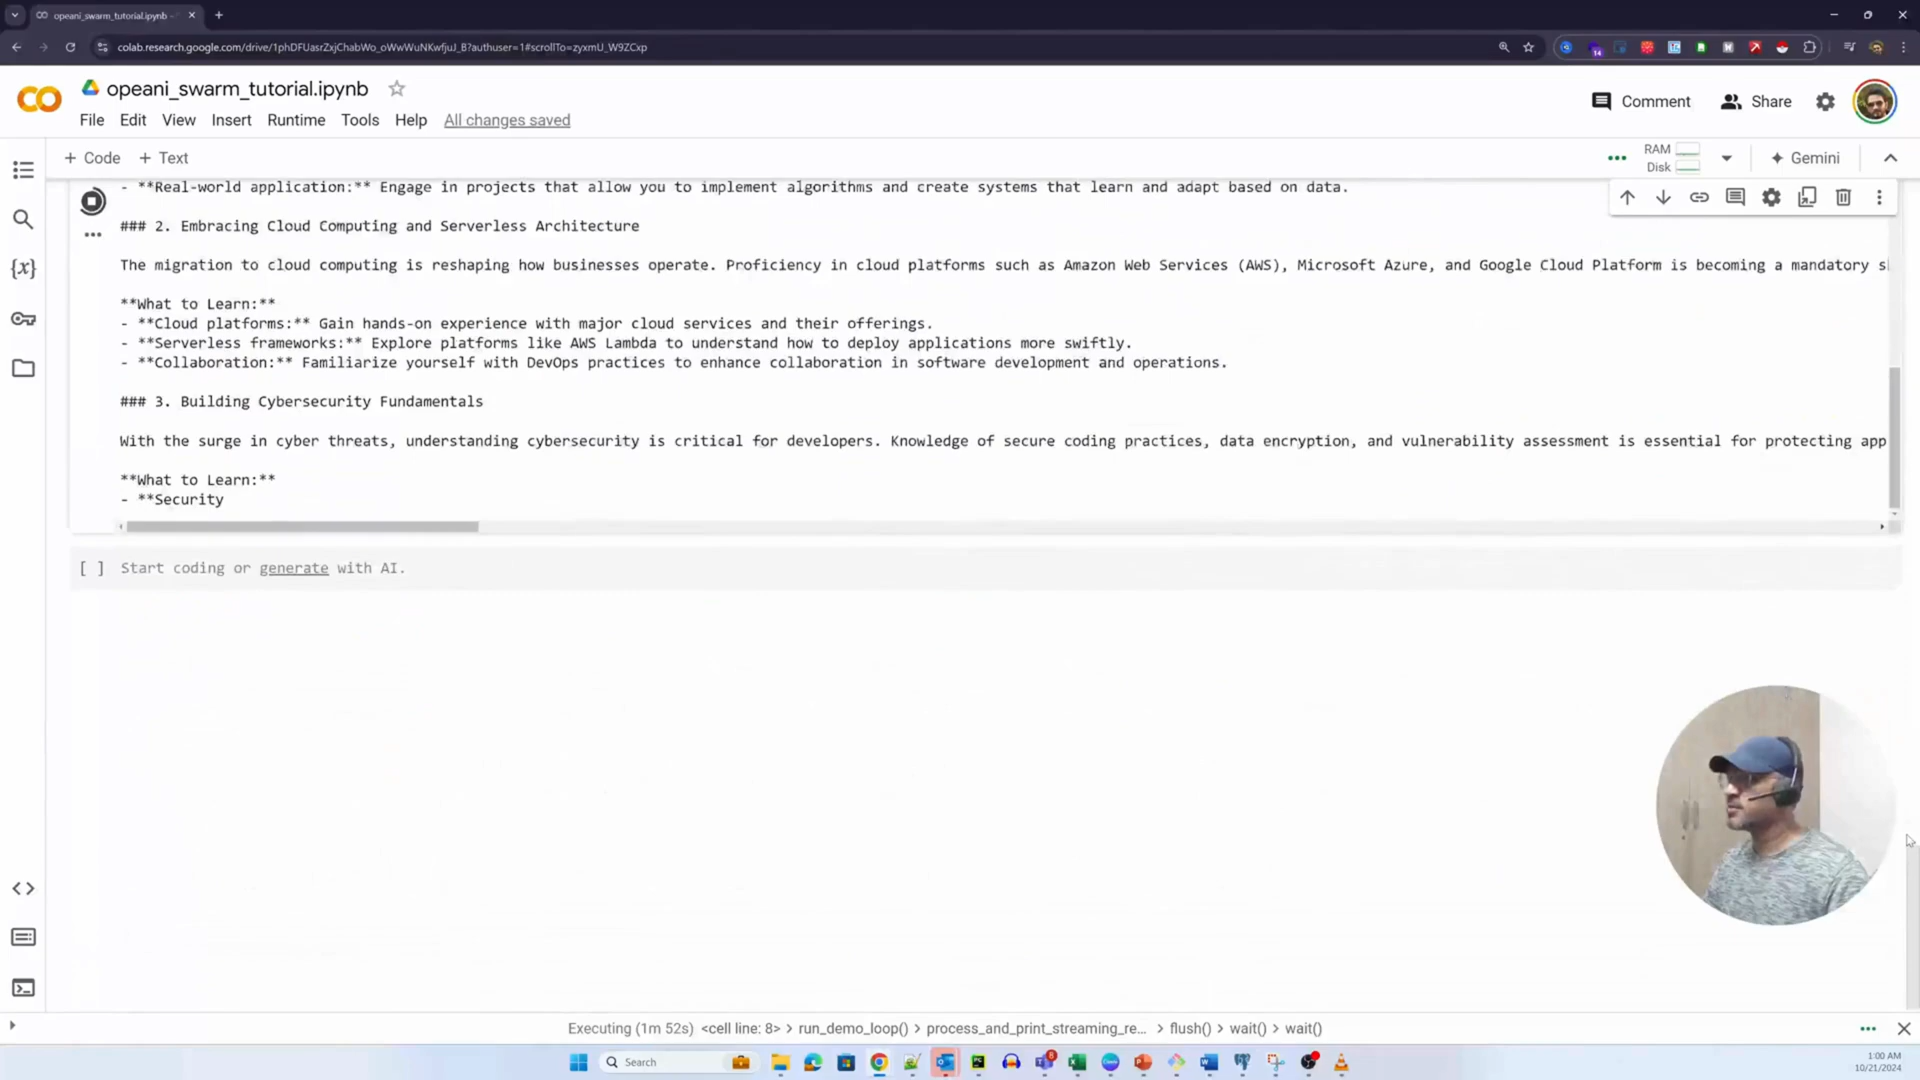 opeani_swarm_tutorial.ipynb -
colab.research.google.com/drive/1phDFUasrZxjChabWo_oWwWuNKwfjuJ_B?authuser=1#scrollTo=zyxmU_W9ZCxp
14
opeani_swarm_tutorial.ipynb
Comment
Share
File Edit View Insert Runtime Tools Help All changes saved
+ Code + Text
RAM
Disk
Gemini
- **Real-world application:** Engage in projects that allow you to implement algorithms and create systems that learn and adapt based on data.
### 2. Embracing Cloud Computing and Serverless Architecture
The migration to cloud computing is reshaping how businesses operate. Proficiency in cloud platforms such as Amazon Web Services (AWS), Microsoft Azure, and Google Cloud Platform is becoming a mandatory s
**What to Learn:**
- **Cloud platforms:** Gain hands-on experience with major cloud services and their offerings.
- **Serverless frameworks:** Explore platforms like AWS Lambda to understand how to deploy applications more swiftly.
- **Collaboration:** Familiarize yourself with DevOps practices to enhance collaboration in software development and operations.
### 3. Building Cybersecurity Fundamentals
With the surge in cyber threats, understanding cybersecurity is critical for developers. Knowledge of secure coding practices, data encryption, and vulnerability assessment is essential for protecting app
**What to Learn:**
- **Security
[ ] Start coding or generate with AI.
Executing (1m 52s) <cell line: 8> > run_demo_loop() > process_and_print_streaming_re... > flush() > wait() > wait()
Search
8
1:00 AM
10/21/2024